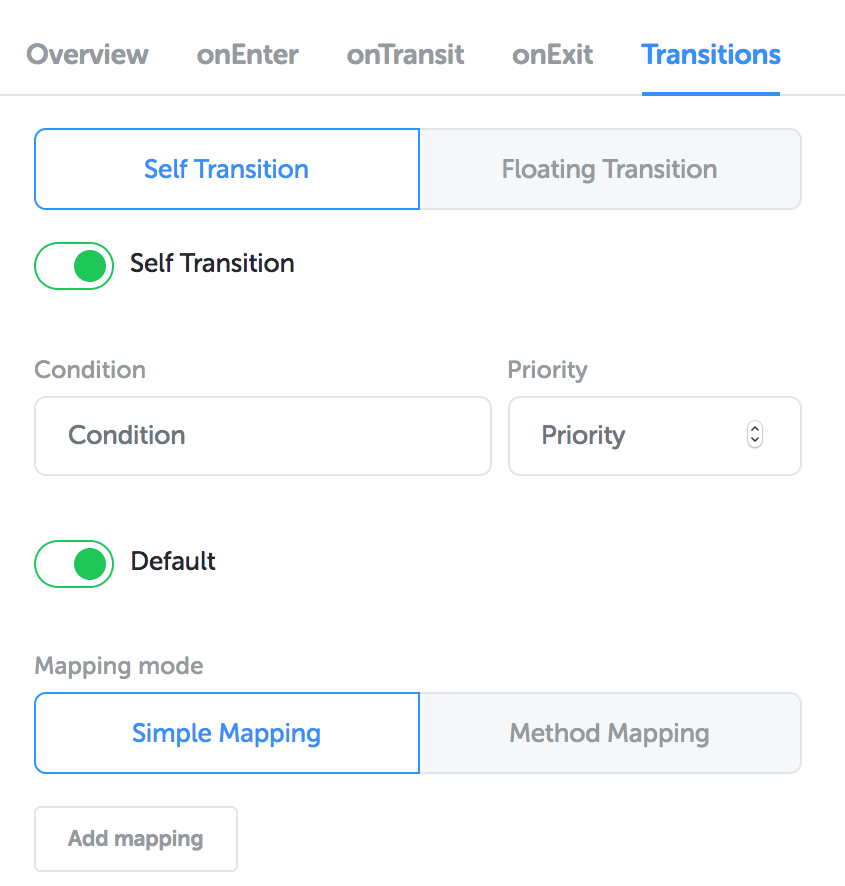 Overview onEnter onTransit onExit Transitions
Self Transition Floating Transition
Self Transition
Condition Priority
Condition Priority
Default
Mapping mode
Simple Mapping Method Mapping
Add mapping